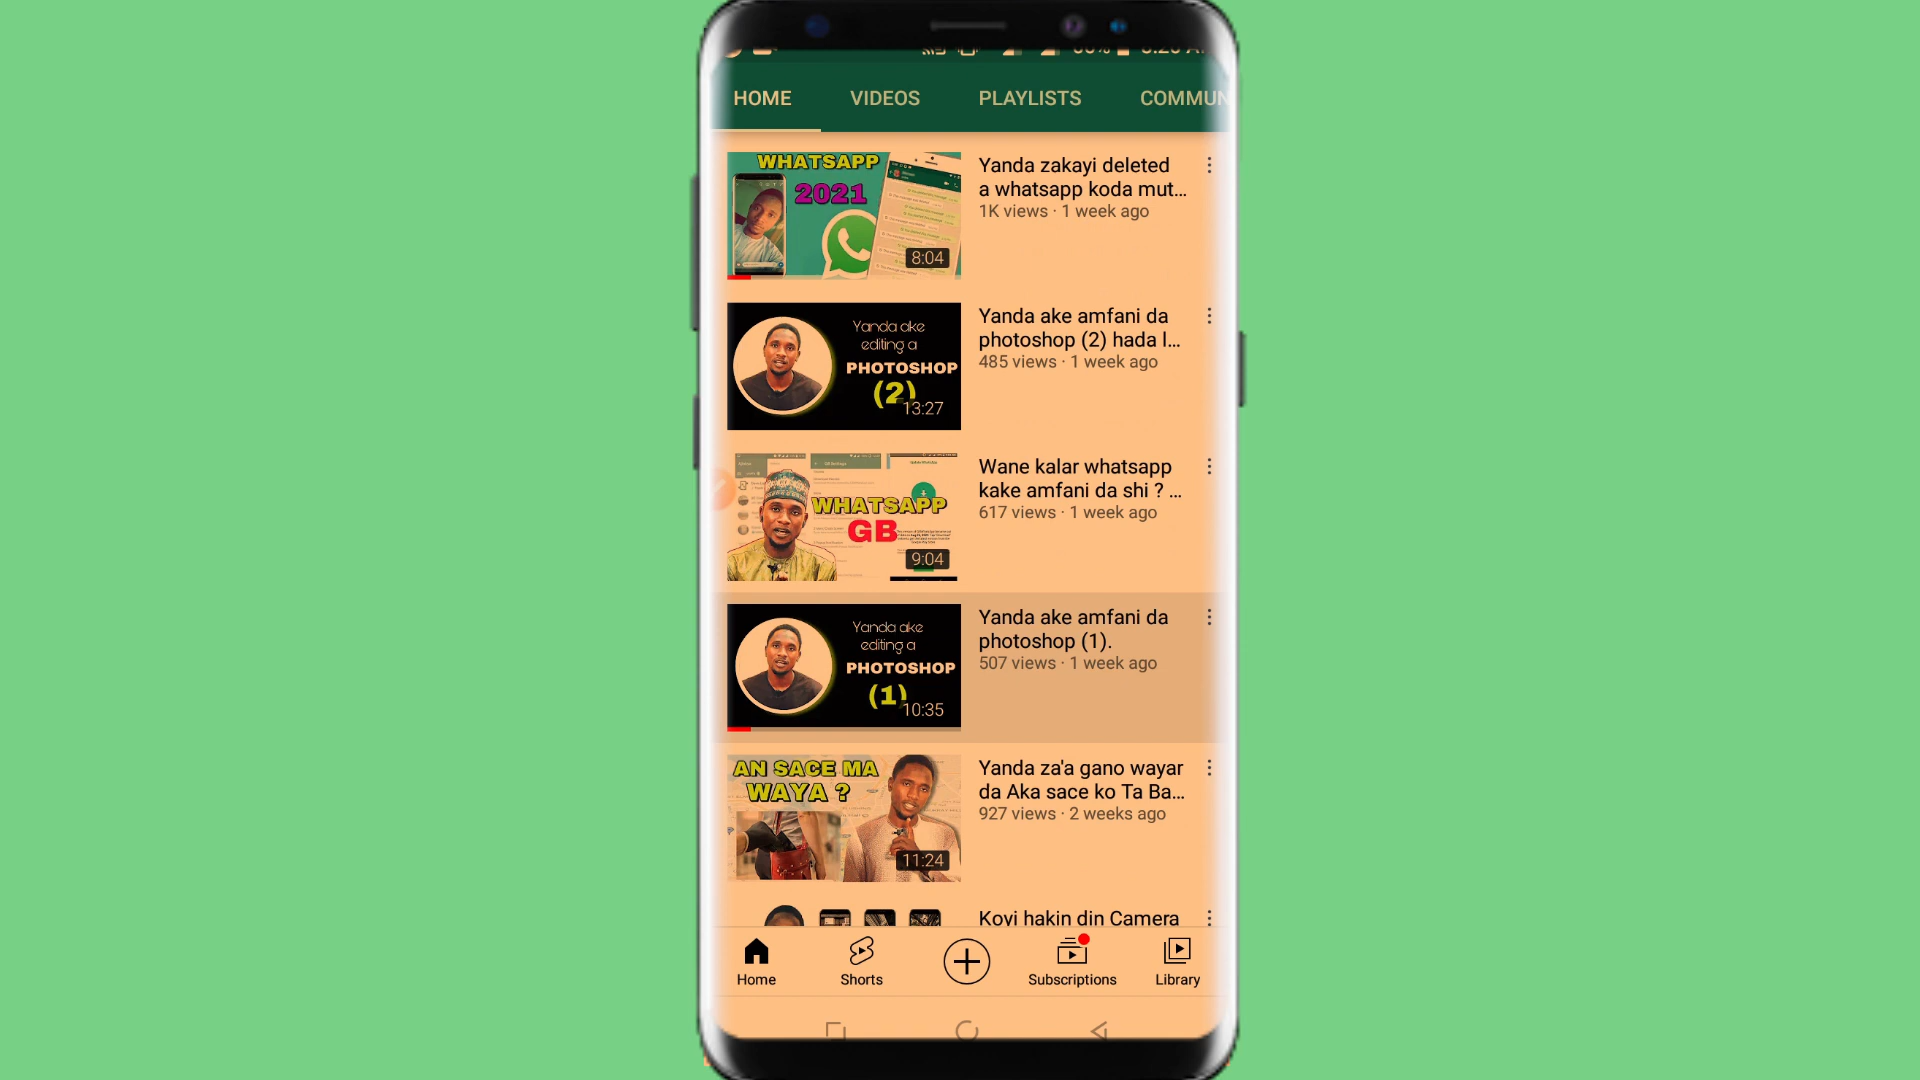 HOME VIDEOS PLAYLISTS COMMUN
WHATSAPP
2021
8:04
Yanda zakayi deleted
a whatsapp koda mut...
1K views · 1 week ago
Yanda ake
editing a
PHOTOSHOP
(2)
13:27
Yanda ake amfani da
photoshop (2) hada l...
485 views · 1 week ago
WHATSAPP
GB
9:04
Wane kalar whatsapp
kake amfani da shi ? ...
617 views · 1 week ago
Yanda ake
editing a
PHOTOSHOP
(1)
10:35
Yanda ake amfani da
photoshop (1).
507 views · 1 week ago
AN SACE MA
WAYA ?
11:24
Yanda za'a gano wayar
da Aka sace ko Ta Ba...
927 views · 2 weeks ago
Koyi hakin din Camera
Home Shorts Subscriptions Library